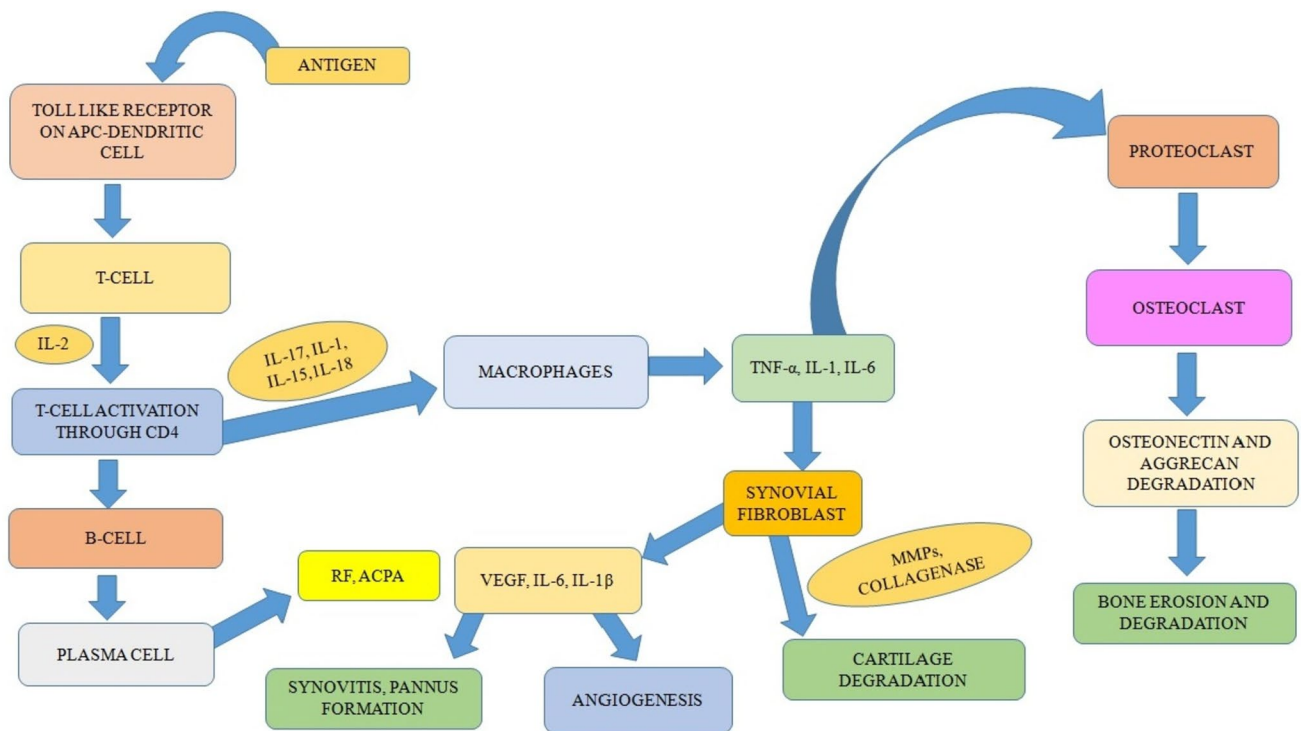 ANTIGEN
TOLL LIKE RECEPTOR
ON APC-DENDRITIC
CELL
T-CELL
IL-2
T-CELL ACTIVATION
THROUGH CD4
B-CELL
PLASMA CELL
RF, ACPA
IL-17, IL-1,
IL-15, IL-18
MACROPHAGES
TNF-α, IL-1, IL-6
SYNOVIAL
FIBROBLAST
VEGF, IL-6, IL-1β
SYNOVITIS, PANNUS
FORMATION
ANGIOGENESIS
MMPs,
COLLAGENASE
CARTILAGE
DEGRADATION
PROTEOCLAST
OSTEOCLAST
OSTEONECTIN AND
AGGRECAN
DEGRADATION
BONE EROSION AND
DEGRADATION